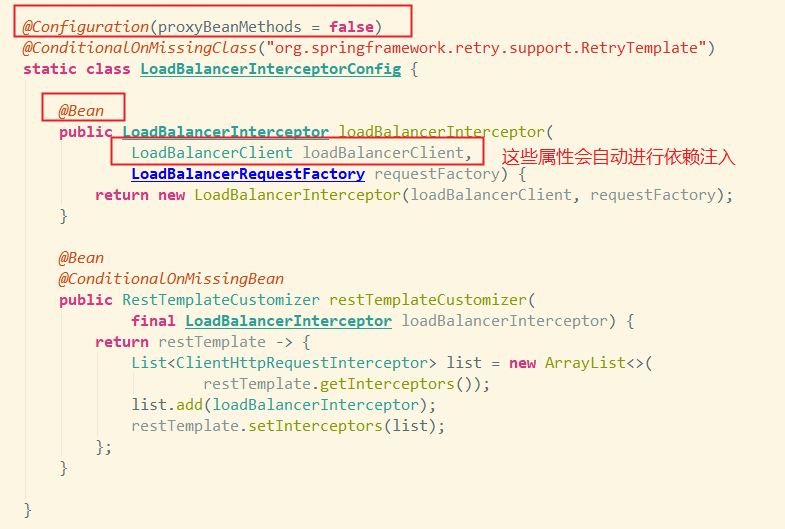 @Configuration(proxyBeanMethods = false)
@ConditionalOnMissingClass("org.springframework.retry.support.RetryTemplate")
static class LoadBalancerInterceptorConfig {
@Bean
public LoadBalancerInterceptor loadBalancerInterceptor(
LoadBalancerClient loadBalancerClient, 这些属性会自动进行依赖注入
LoadBalancerRequestFactory requestFactory) {
return new LoadBalancerInterceptor(loadBalancerClient, requestFactory);
}
@Bean
@ConditionalOnMissingBean
public RestTemplateCustomizer restTemplateCustomizer(
final LoadBalancerInterceptor loadBalancerInterceptor) {
return restTemplate -> {
List<ClientHttpRequestInterceptor> list = new ArrayList<>(
restTemplate.getInterceptors());
list.add(loadBalancerInterceptor);
restTemplate.setInterceptors(list);
};
}
}